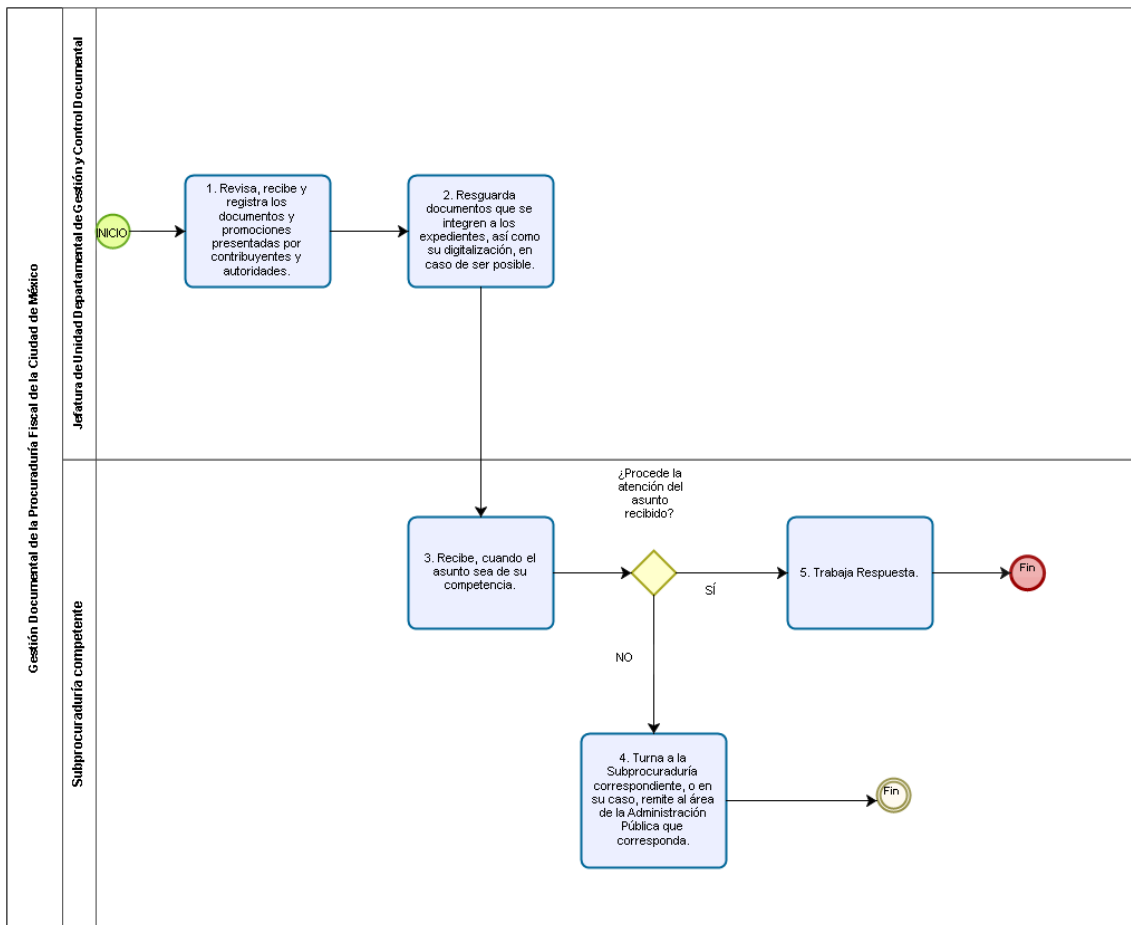 Gestión Documental de la Procuraduría Fiscal de la Ciudad de México
Jefatura de Unidad Departamental de Gestión y Control Documental
INICIO
1. Revisa, recibe y
registra los
documentos y
promociones
presentadas por
contribuyentes y
autoridades.
2. Resguarda
documentos que se
integren a los
expedientes, así como
su digitalización, en
caso de ser posible.
Subprocuraduría competente
3. Recibe, cuando el
asunto sea de su
competencia.
¿Procede la
atención del
asunto
recibido?
SÍ
5. Trabaja Respuesta.
Fin
NO
4. Turna a la
Subprocuraduría
correspondiente, o en
su caso, remite al área
de la Administración
Pública que
corresponda.
Fin